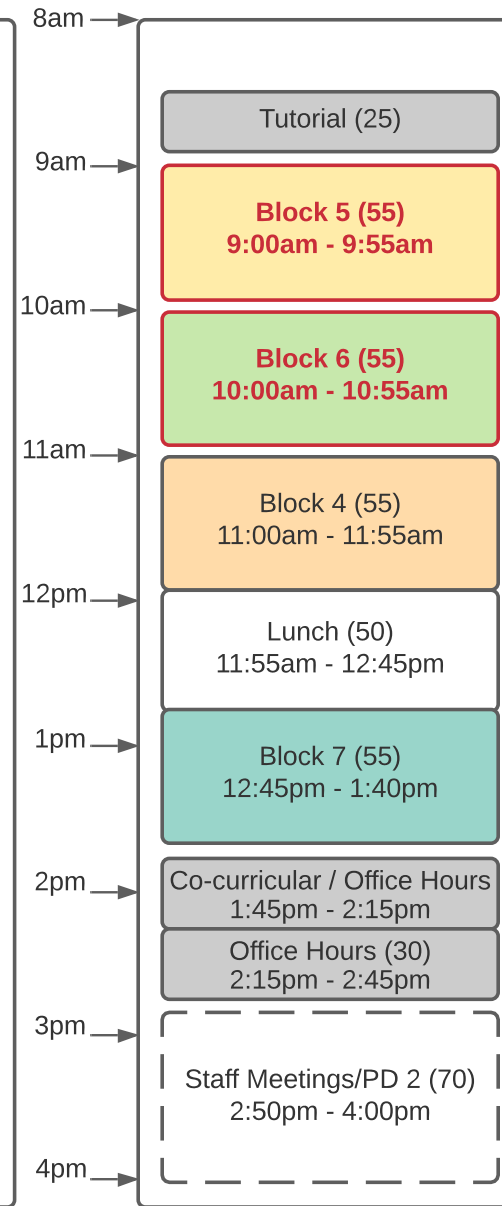 8am
Tutorial (25)
9am
Block 5 (55)
9:00am - 9:55am
10am
Block 6 (55)
10:00am - 10:55am
11am
Block 4 (55)
11:00am - 11:55am
12pm
Lunch (50)
11:55am - 12:45pm
1pm
Block 7 (55)
12:45pm - 1:40pm
2pm
Co-curricular / Office Hours
1:45pm - 2:15pm
Office Hours (30)
2:15pm - 2:45pm
3pm
Staff Meetings/PD 2 (70)
2:50pm - 4:00pm
4pm